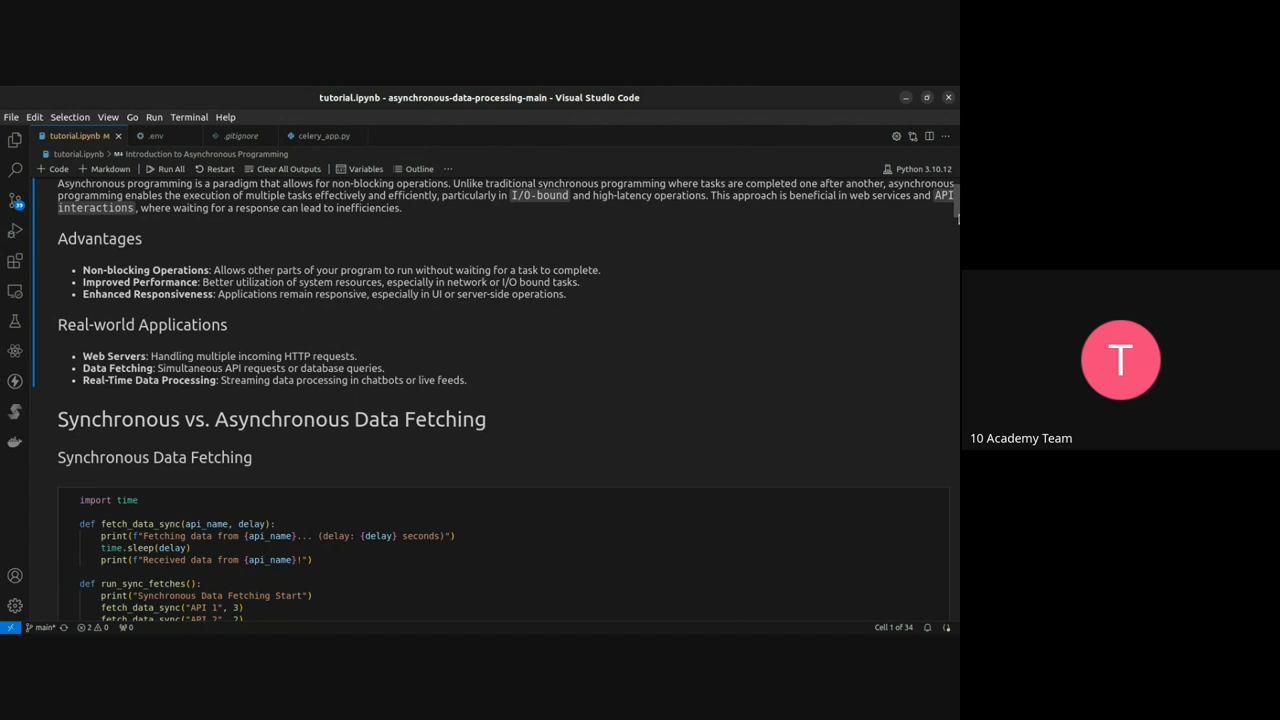 tutorial.ipynb - asynchronous-data-processing-main - Visual Studio Code
File Edit Selection View Go Run Terminal Help
tutorial.ipynb M .env .gitignore celery_app.py
tutorial.ipynb > Introduction to Asynchronous Programming
+ Code + Markdown Run All Restart Clear All Outputs Variables Outline ... Python 3.10.12
Asynchronous programming is a paradigm that allows for non-blocking operations. Unlike traditional synchronous programming where tasks are completed one after another, asynchronous
programming enables the execution of multiple tasks effectively and efficiently, particularly in I/O-bound and high-latency operations. This approach is beneficial in web services and API
interactions, where waiting for a response can lead to inefficiencies.
Advantages
• Non-blocking Operations: Allows other parts of your program to run without waiting for a task to complete.
• Improved Performance: Better utilization of system resources, especially in network or I/O bound tasks.
• Enhanced Responsiveness: Applications remain responsive, especially in UI or server-side operations.
Real-world Applications
• Web Servers: Handling multiple incoming HTTP requests.
• Data Fetching: Simultaneous API requests or database queries.
• Real-Time Data Processing: Streaming data processing in chatbots or live feeds.
Synchronous vs. Asynchronous Data Fetching
Synchronous Data Fetching
import time
def fetch_data_sync(api_name, delay):
print(f"Fetching data from {api_name}... (delay: {delay} seconds)")
time.sleep(delay)
print(f"Received data from {api_name}!")
def run_sync_fetches():
print("Synchronous Data Fetching Start")
fetch_data_sync("API 1", 3)
fetch_data_sync("API 2", 2)
main* 2 0 0 Cell 1 of 34
T
10 Academy Team